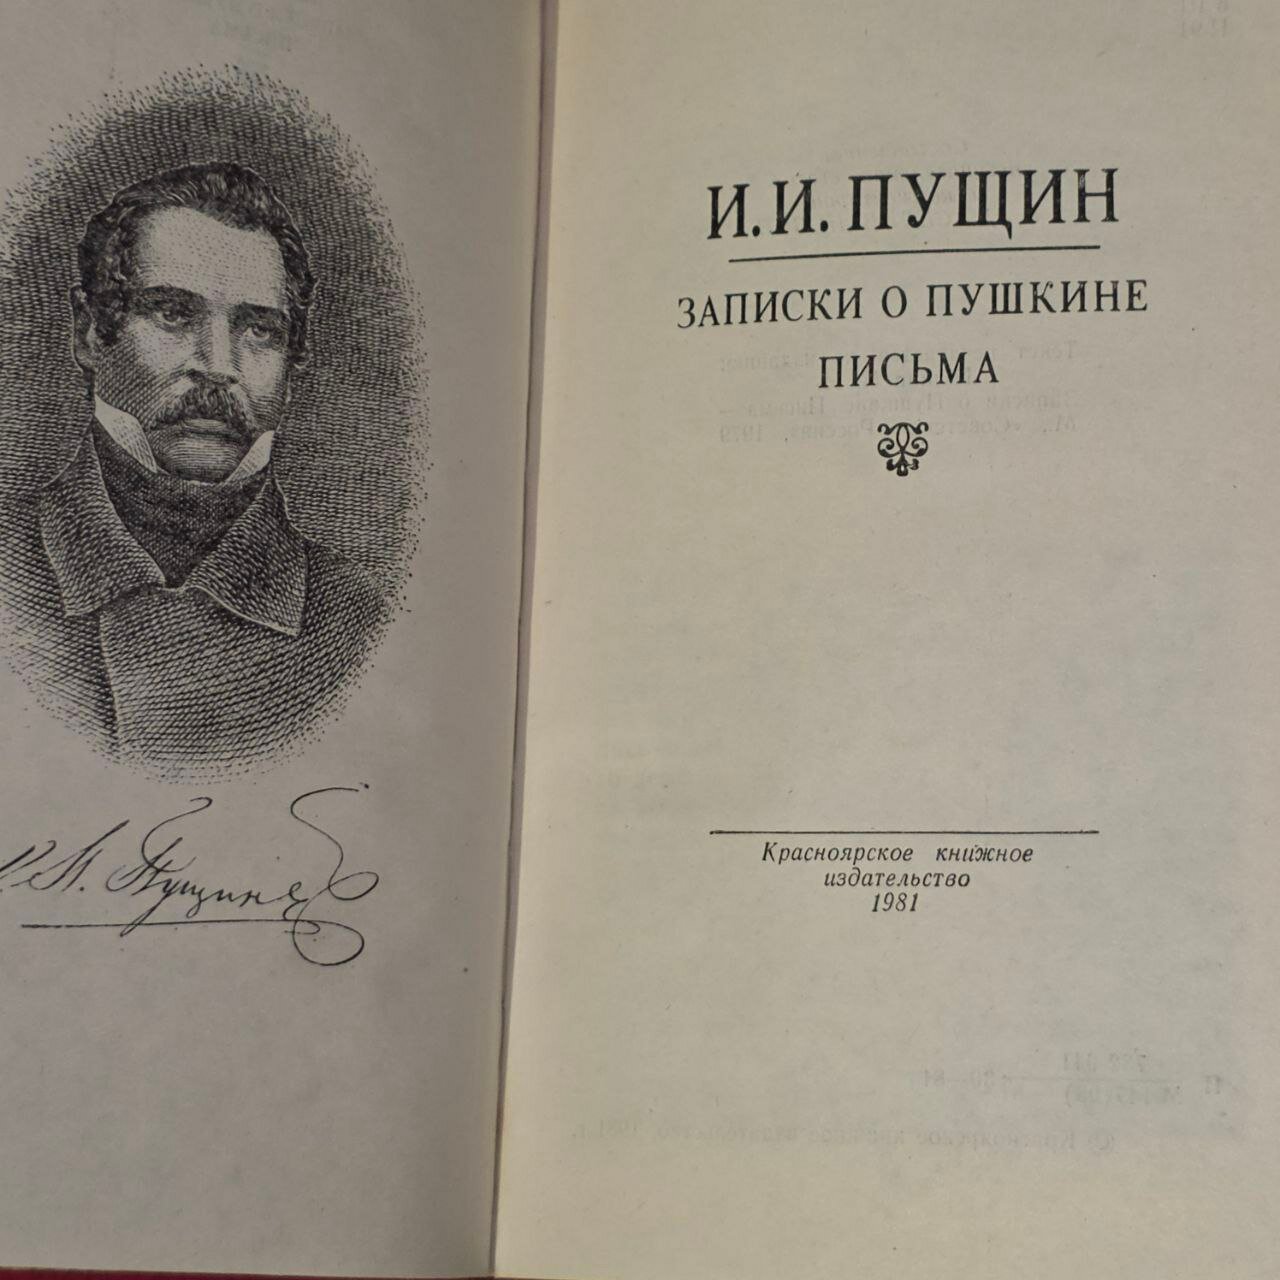 И. И. ПУЩИН
ЗАПИСКИ О ПУШКИНЕ
ПИСЬМА
Красноярское книжное
издательство
1981